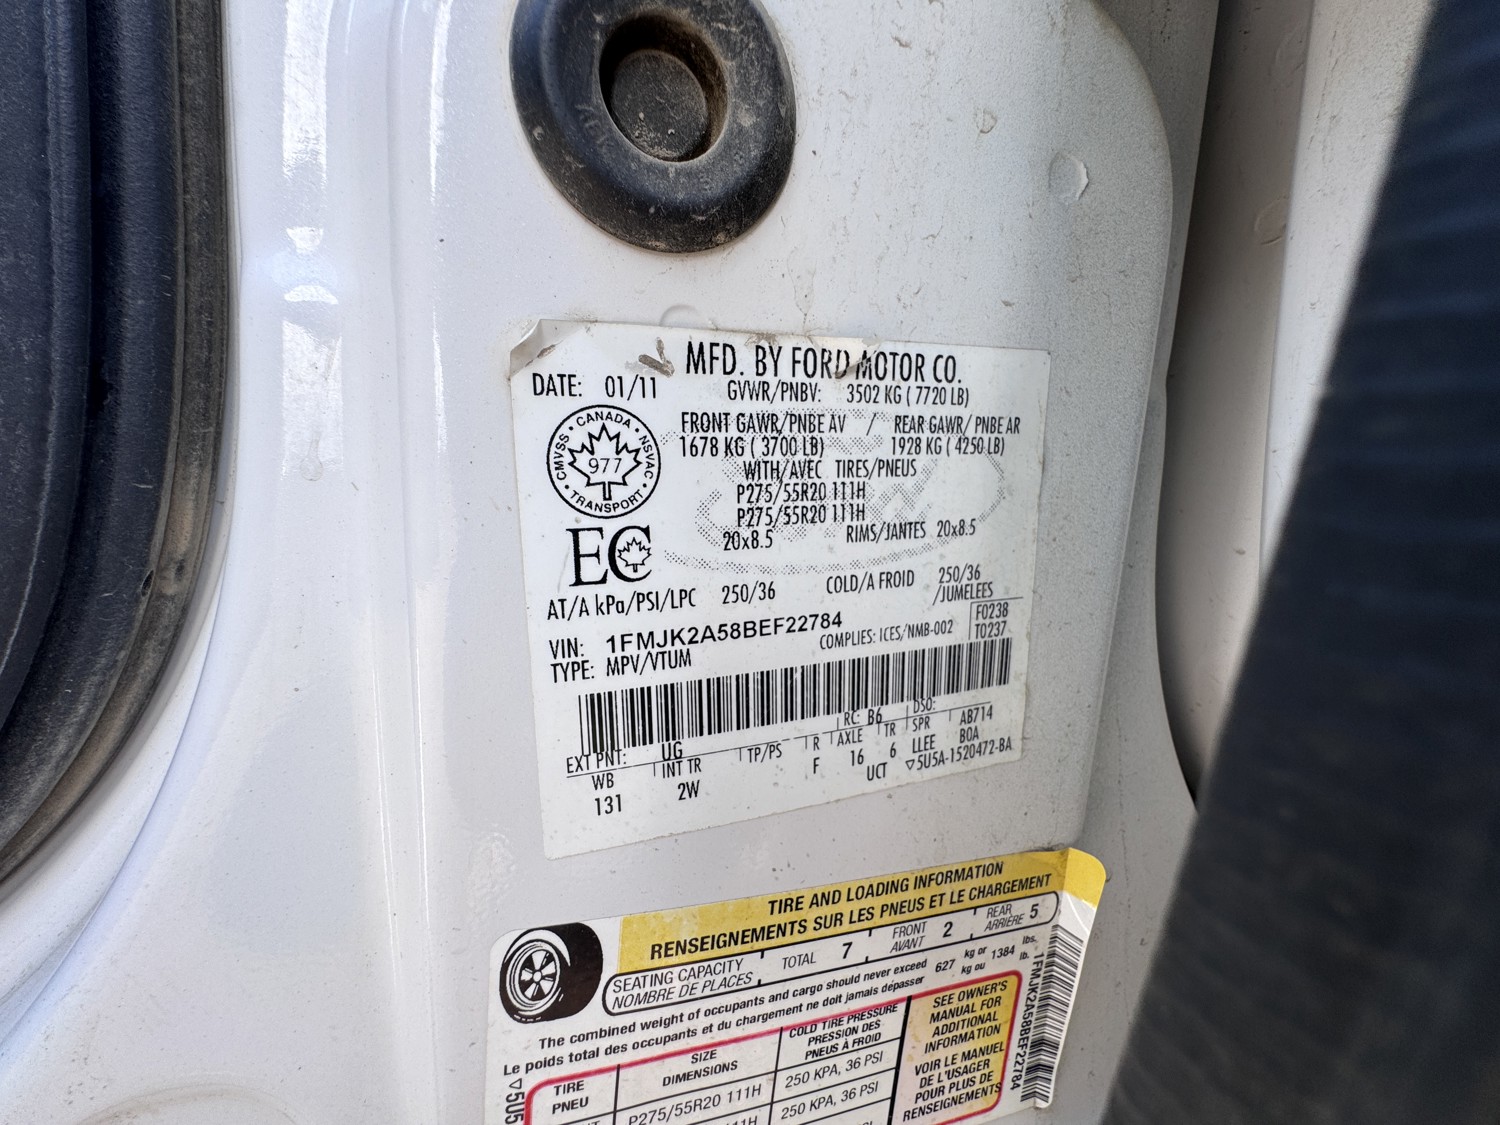 MFD. BY FORD MOTOR CO.
DATE: 01/11
GVWR/PNBV: 3502 KG ( 7720 LB)
FRONT GAWR/PNBE AV / REAR GAWR/ PNBE AR
1678 KG ( 3700 LB) 1928 KG ( 4250 LB)
WITH/AVEC TIRES/PNEUS
P275/55R20 111H
P275/55R20 111H
20x8.5 RIMS/JANTES 20x8.5
CANADA
CMVSS NSVAC
977
TRANSPORT
EC
AT/A kPa/PSI/LPC 250/36 COLD/A FROID 250/36
/JUMELEES
VIN: 1FMJK2A58BEF22784
COMPLIES: ICES/NMB-002
F0238
T0237
TYPE: MPV/VTUM
RC: B6 DSO:
EXT PNT: UG
WB INT TR TP/PS R AXLE TR SPR AB714
131 2W F 16 6 LLEE B0A
UCT ▽5U5A-1520472-BA
TIRE AND LOADING INFORMATION
RENSEIGNEMENTS SUR LES PNEUS ET LE CHARGEMENT
SEATING CAPACITY
NOMBRE DE PLACES
TOTAL 7
FRONT
AVANT
2
REAR
ARRIÈRE
5
The combined weight of occupants and cargo should never exceed
Le poids total des occupants et du chargement ne doit jamais dépasser
627 kg or 1384 lbs.
kg ou lb.
TIRE
PNEU
SIZE
DIMENSIONS
COLD TIRE PRESSURE
PRESSION DES
PNEUS À FROID
P275/55R20 111H
250 KPA, 36 PSI
250 KPA, 36 PSI
SEE OWNER'S
MANUAL FOR
ADDITIONAL
INFORMATION
VOIR LE MANUEL
DE L'USAGER
POUR PLUS DE
RENSEIGNEMENTS
1FMJK2A58BEF22784
▽5U5